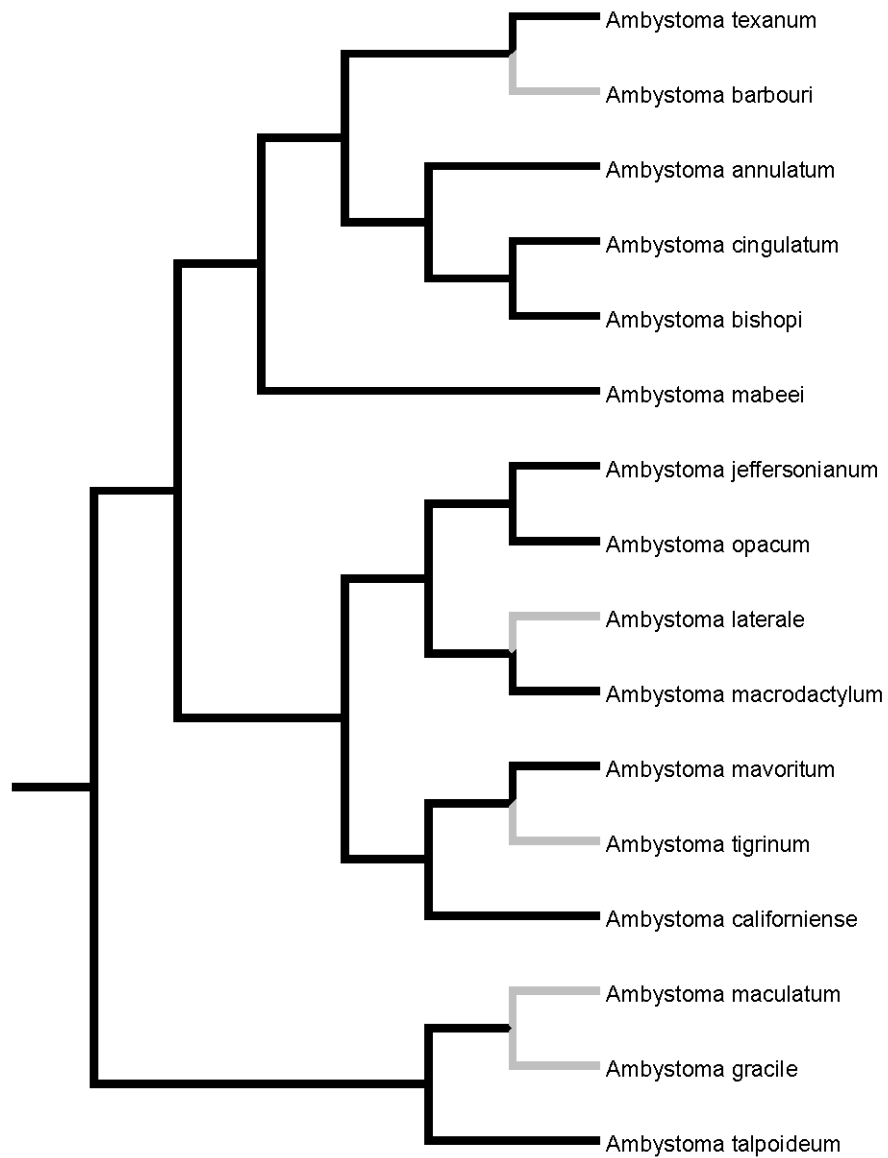 Ambystoma texanum
Ambystoma barbouri
Ambystoma annulatum
Ambystoma cingulatum
Ambystoma bishopi
Ambystoma mabeei
Ambystoma jeffersonianum
Ambystoma opacum
Ambystoma laterale
Ambystoma macrodactylum
Ambystoma mavoritum
Ambystoma tigrinum
Ambystoma californiense
Ambystoma maculatum
Ambystoma gracile
Ambystoma talpoideum